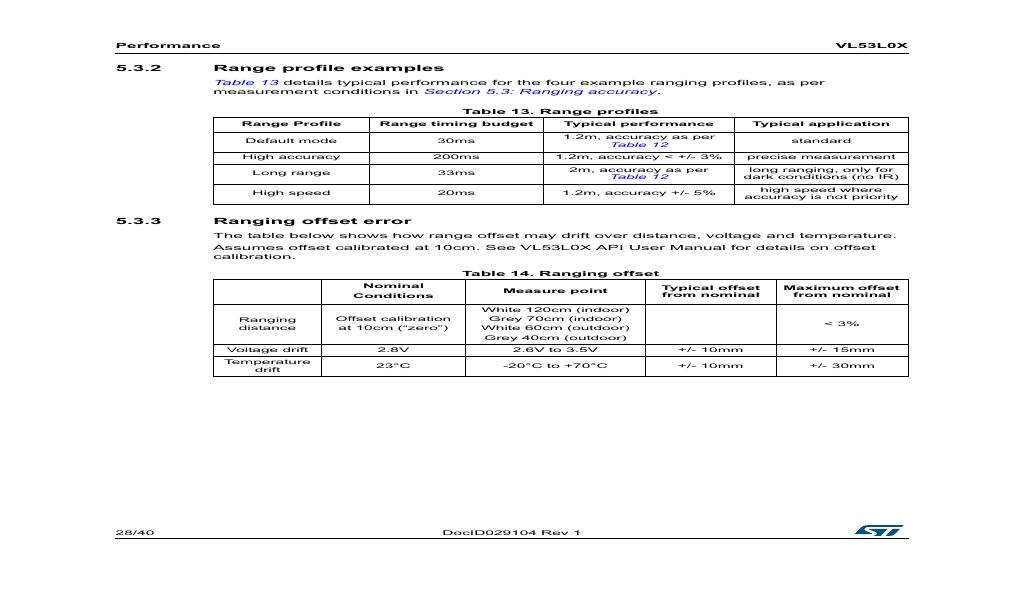 Performance VL53L0X
5.3.2 Range profile examples
Table 13 details typical performance for the four example ranging profiles, as per
measurement conditions in Section 5.3: Ranging accuracy.
Table 13. Range profiles
Range Profile Range timing budget Typical performance Typical application
Default mode 30ms 1.2m, accuracy as per
Table 12 standard
High accuracy 200ms 1.2m, accuracy < +/- 3% precise measurement
Long range 33ms 2m, accuracy as per
Table 12 long ranging, only for
dark conditions (no IR)
High speed 20ms 1.2m, accuracy +/- 5% high speed where
accuracy is not priority
5.3.3 Ranging offset error
The table below shows how range offset may drift over distance, voltage and temperature.
Assumes offset calibrated at 10cm. See VL53L0X API User Manual for details on offset
calibration.
Table 14. Ranging offset
Nominal
Conditions Measure point Typical offset
from nominal Maximum offset
from nominal
Ranging
distance Offset calibration
at 10cm ("zero") White 120cm (indoor)
Grey 70cm (indoor)
White 60cm (outdoor)
Grey 40cm (outdoor) < 3%
Voltage drift 2.8V 2.6V to 3.5V +/- 10mm +/- 15mm
Temperature
drift 23°C -20°C to +70°C +/- 10mm +/- 30mm
28/40 DocID029104 Rev 1 ST